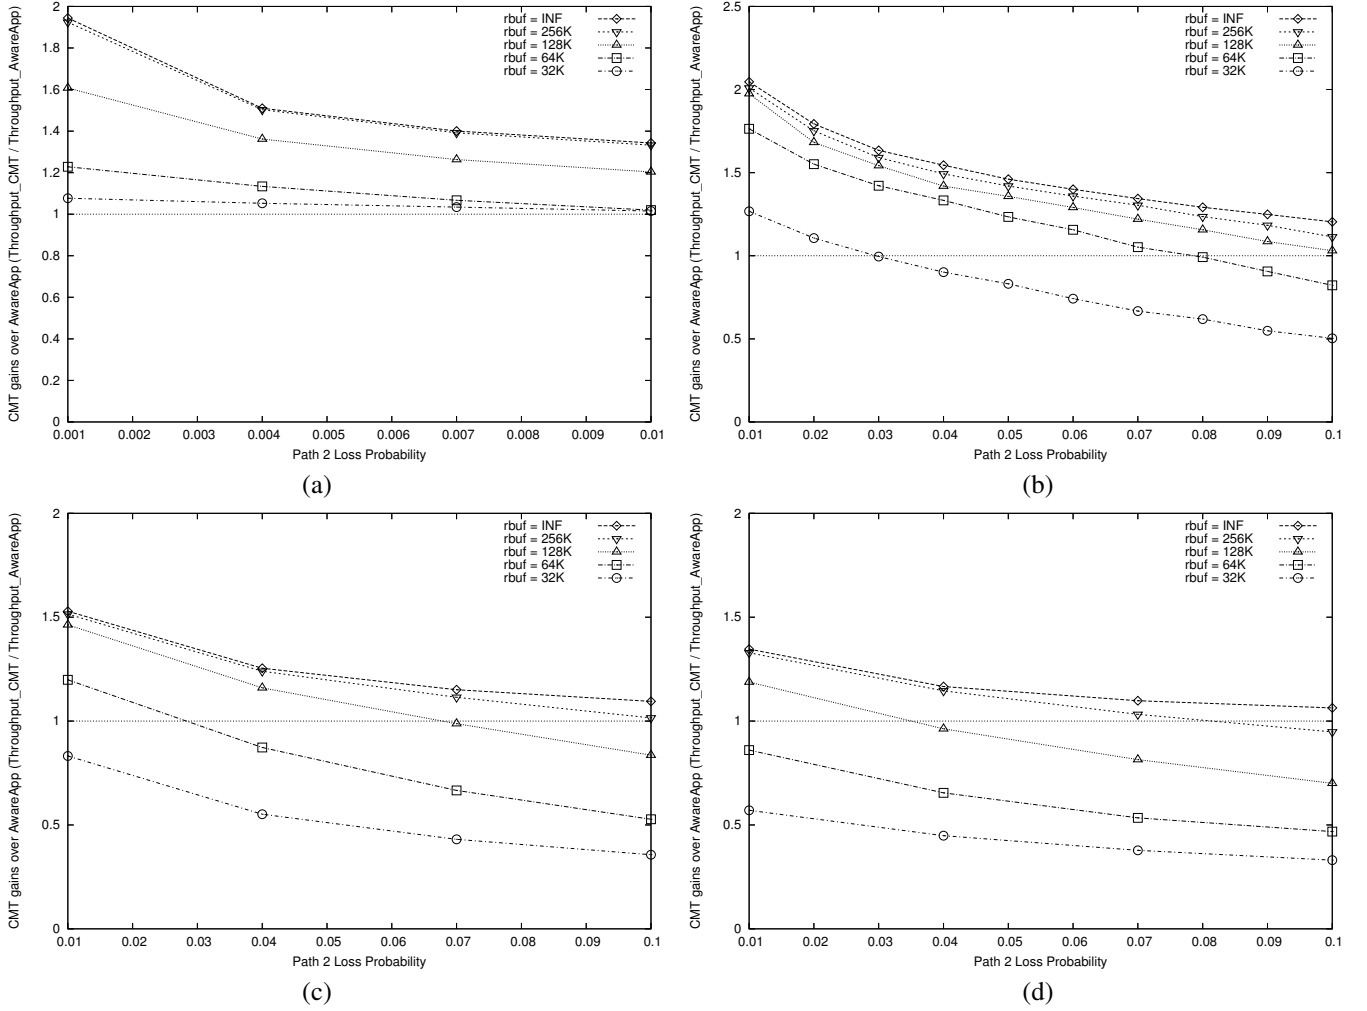 CMT gains over AwareApp (Throughput_CMT / Throughput_AwareApp)
2
1.8
1.6
1.4
1.2
1
0.8
0.6
0.4
0.2
0
rbuf = INF
rbuf = 256K
rbuf = 128K
rbuf = 64K
rbuf = 32K
0.001 0.002 0.003 0.004 0.005 0.006 0.007 0.008 0.009 0.01
Path 2 Loss Probability
(a)
CMT gains over AwareApp (Throughput_CMT / Throughput_AwareApp)
2.5
2
1.5
1
0.5
0
rbuf = INF
rbuf = 256K
rbuf = 128K
rbuf = 64K
rbuf = 32K
0.01 0.02 0.03 0.04 0.05 0.06 0.07 0.08 0.09 0.1
Path 2 Loss Probability
(b)
CMT gains over AwareApp (Throughput_CMT / Throughput_AwareApp)
2
1.5
1
0.5
0
rbuf = INF
rbuf = 256K
rbuf = 128K
rbuf = 64K
rbuf = 32K
0.01 0.02 0.03 0.04 0.05 0.06 0.07 0.08 0.09 0.1
Path 2 Loss Probability
(c)
CMT gains over AwareApp (Throughput_CMT / Throughput_AwareApp)
2
1.5
1
0.5
0
rbuf = INF
rbuf = 256K
rbuf = 128K
rbuf = 64K
rbuf = 32K
0.01 0.02 0.03 0.04 0.05 0.06 0.07 0.08 0.09 0.1
Path 2 Loss Probability
(d)